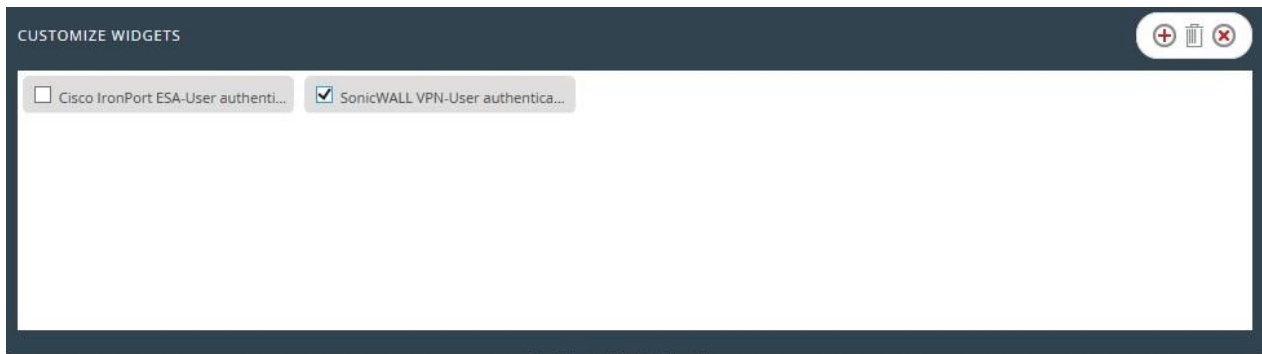 CUSTOMIZE WIDGETS
Cisco IronPort ESA-User authenti... SonicWALL VPN-User authentica...